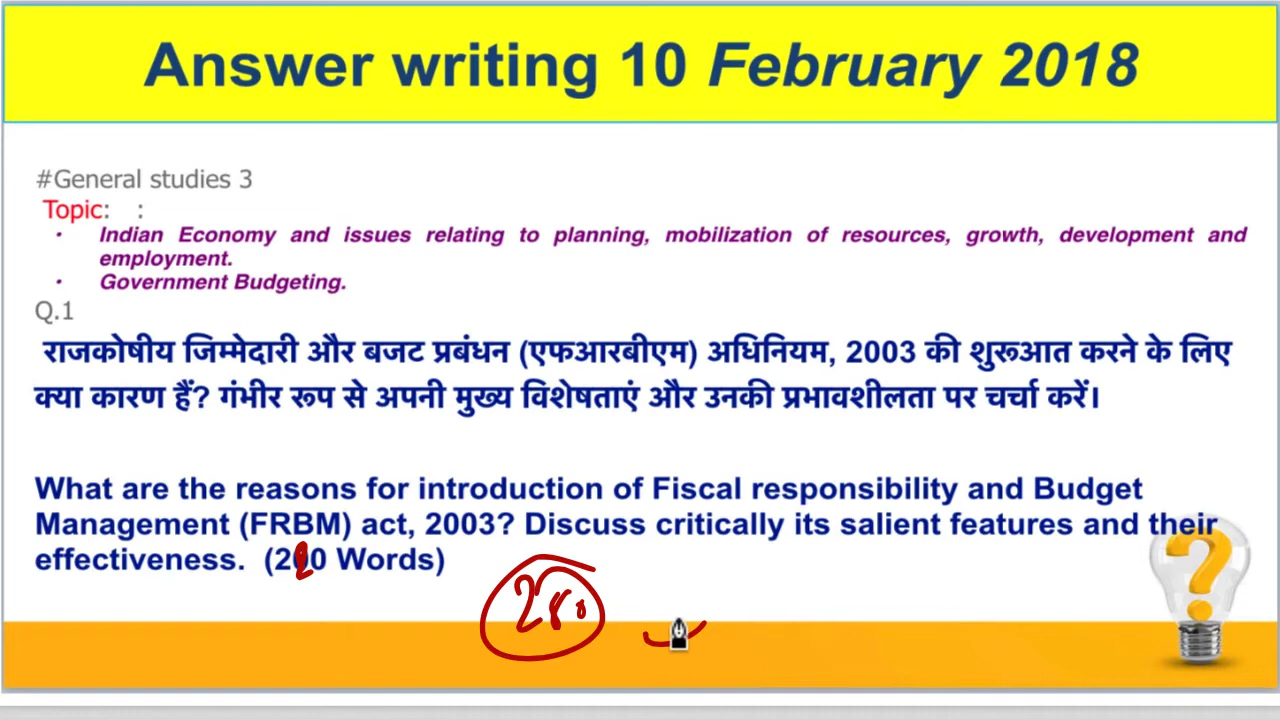 Answer writing 10 February 2018
#General studies 3
Topic: :
• Indian Economy and issues relating to planning, mobilization of resources, growth, development and
employment.
• Government Budgeting.
Q.1
राजकोषीय जिम्मेदारी और बजट प्रबंधन (एफआरबीएम) अधिनियम, 2003 की शुरूआत करने के लिए
क्या कारण हैं? गंभीर रूप से अपनी मुख्य विशेषताएं और उनकी प्रभावशीलता पर चर्चा करें।
What are the reasons for introduction of Fiscal responsibility and Budget
Management (FRBM) act, 2003? Discuss critically its salient features and their
effectiveness. (200 Words)